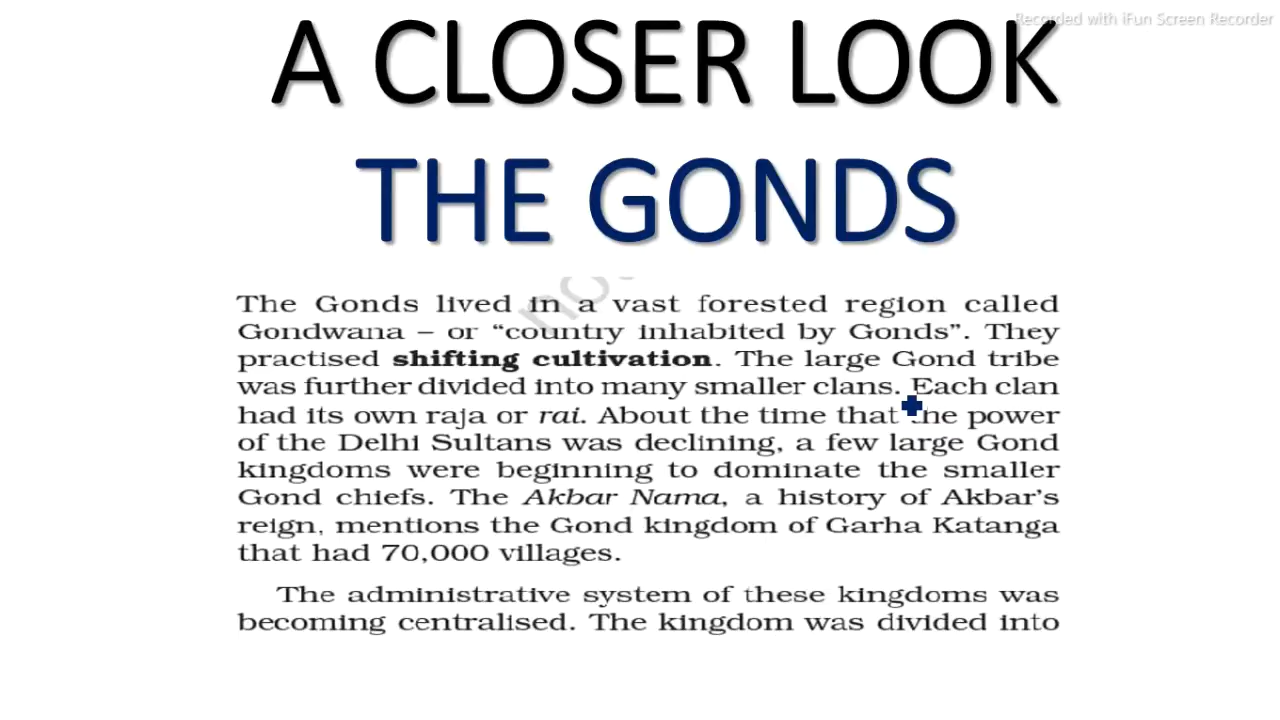 Recorded with iFun Screen Recorder
A CLOSER LOOK
THE GONDS
The Gonds lived in a vast forested region called
Gondwana – or “country inhabited by Gonds”. They
practised shifting cultivation. The large Gond tribe
was further divided into many smaller clans. Each clan
had its own raja or rai. About the time that the power
of the Delhi Sultans was declining, a few large Gond
kingdoms were beginning to dominate the smaller
Gond chiefs. The Akbar Nama, a history of Akbar’s
reign, mentions the Gond kingdom of Garha Katanga
that had 70,000 villages.
The administrative system of these kingdoms was
becoming centralised. The kingdom was divided into